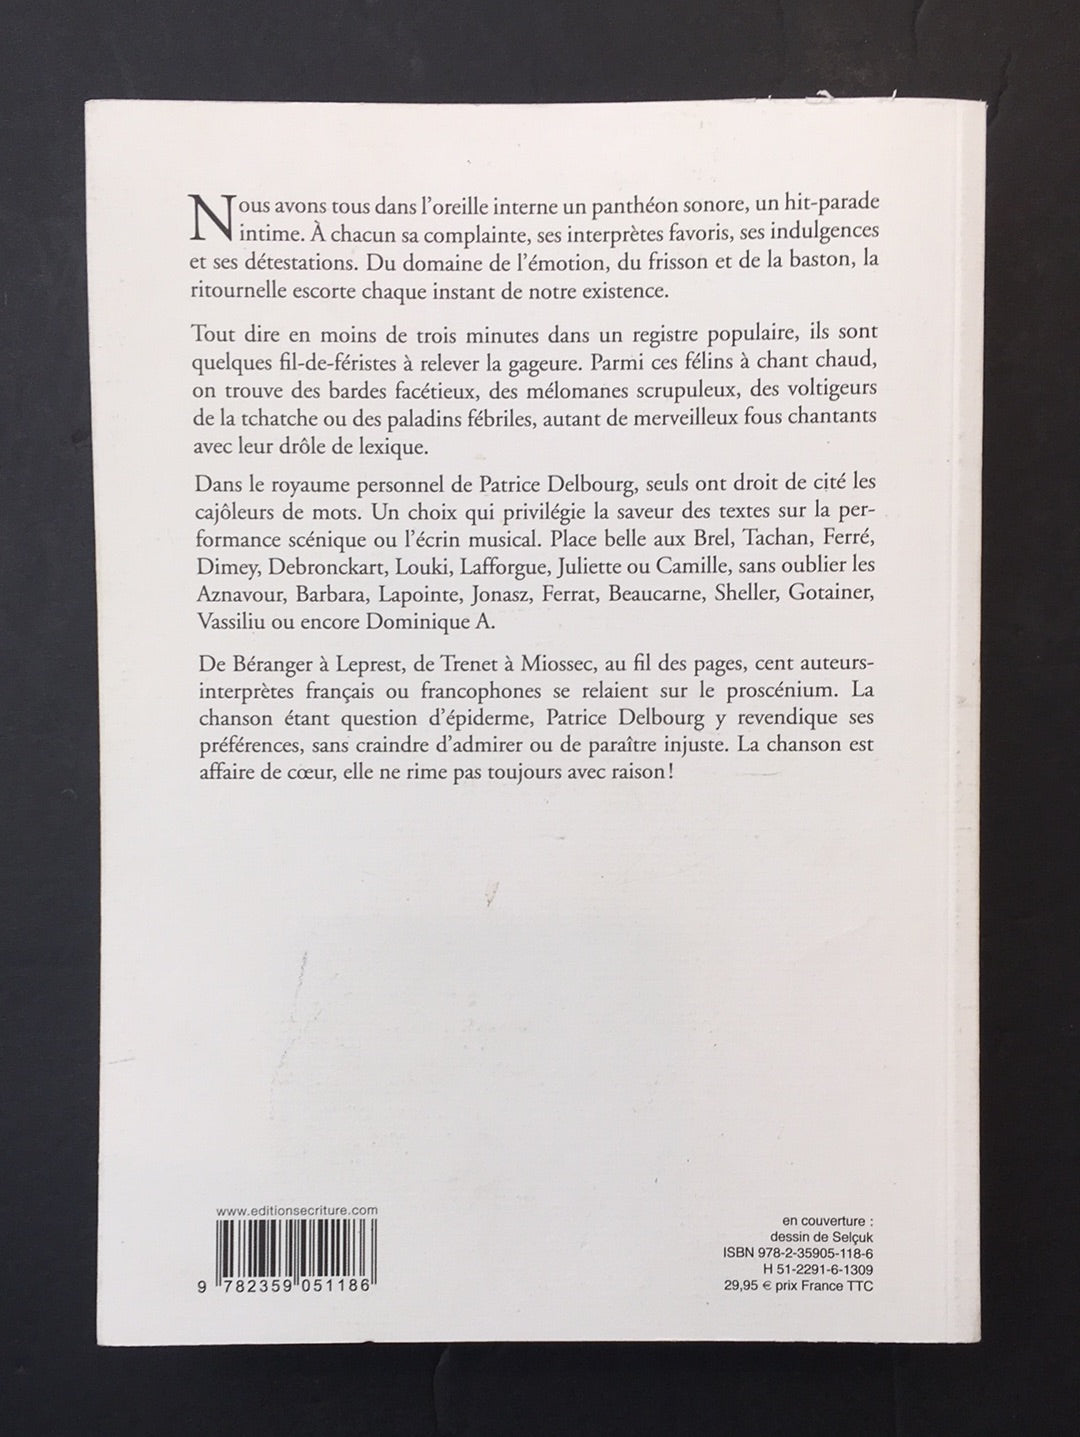 Nous avons tous dans l'oreille interne un panthéon sonore, un hit-parade
intime. À chacun sa complainte, ses interprètes favoris, ses indulgences
et ses détestations. Du domaine de l'émotion, du frisson et de la baston, la
ritournelle escorte chaque instant de notre existence.
Tout dire en moins de trois minutes dans un registre populaire, ils sont
quelques fil-de-féristes à relever la gageure. Parmi ces félins à chant chaud,
on trouve des bardes facétieux, des mélomanes scrupuleux, des voltigeurs
de la tchatche ou des paladins fébriles, autant de merveilleux fous chantants
avec leur drôle de lexique.
Dans le royaume personnel de Patrice Delbourg, seuls ont droit de cité les
cajôleurs de mots. Un choix qui privilégie la saveur des textes sur la per-
formance scénique ou l'écrin musical. Place belle aux Brel, Tachan, Ferré,
Dimey, Debronckart, Louki, Lafforgue, Juliette ou Camille, sans oublier les
Aznavour, Barbara, Lapointe, Jonasz, Ferrat, Beaucarne, Sheller, Gotainer,
Vassiliu ou encore Dominique A.
De Béranger à Leprest, de Trenet à Miossec, au fil des pages, cent auteurs-
interprètes français ou francophones se relaient sur le proscénium. La
chanson étant question d'épiderme, Patrice Delbourg y revendique ses
préférences, sans craindre d'admirer ou de paraître injuste. La chanson est
affaire de cœur, elle ne rime pas toujours avec raison !
www.editionsecriture.com
9 782359 051186
en couverture :
dessin de Selçuk
ISBN 978-2-35905-118-6
H 51-2291-6-1309
29,95 € prix France TTC